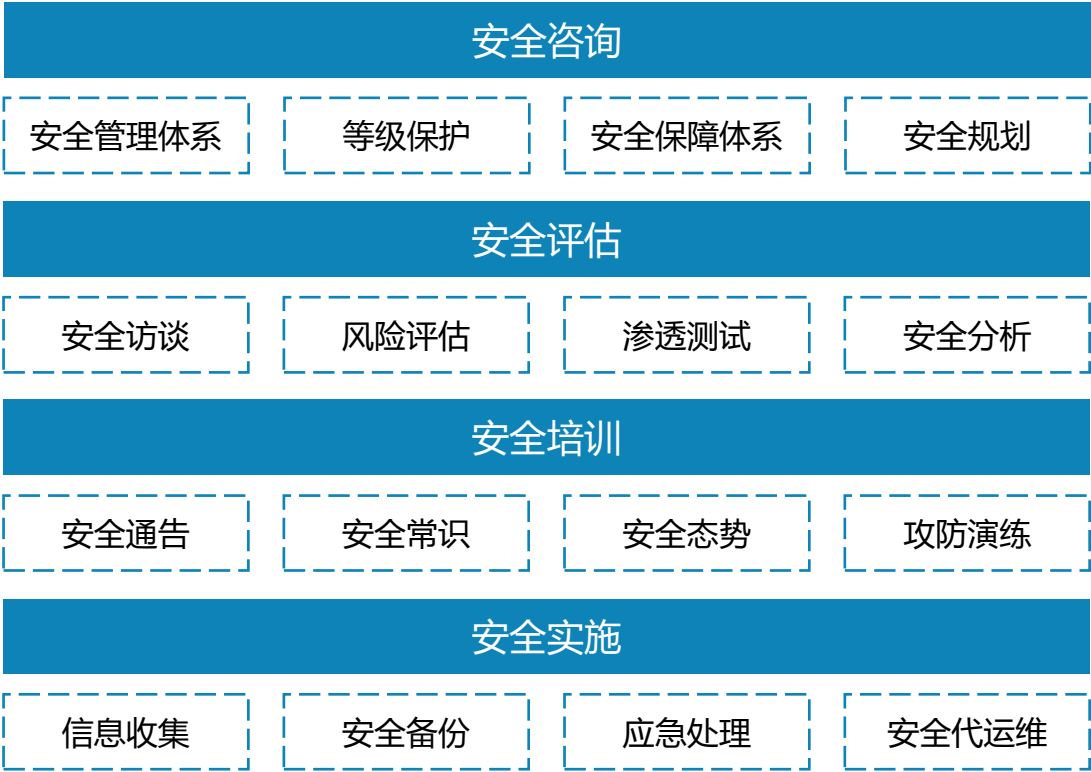 安全咨询
安全管理体系 等级保护 安全保障体系 安全规划
安全评估
安全访谈 风险评估 渗透测试 安全分析
安全培训
安全通告 安全常识 安全态势 攻防演练
安全实施
信息收集 安全备份 应急处理 安全代运维